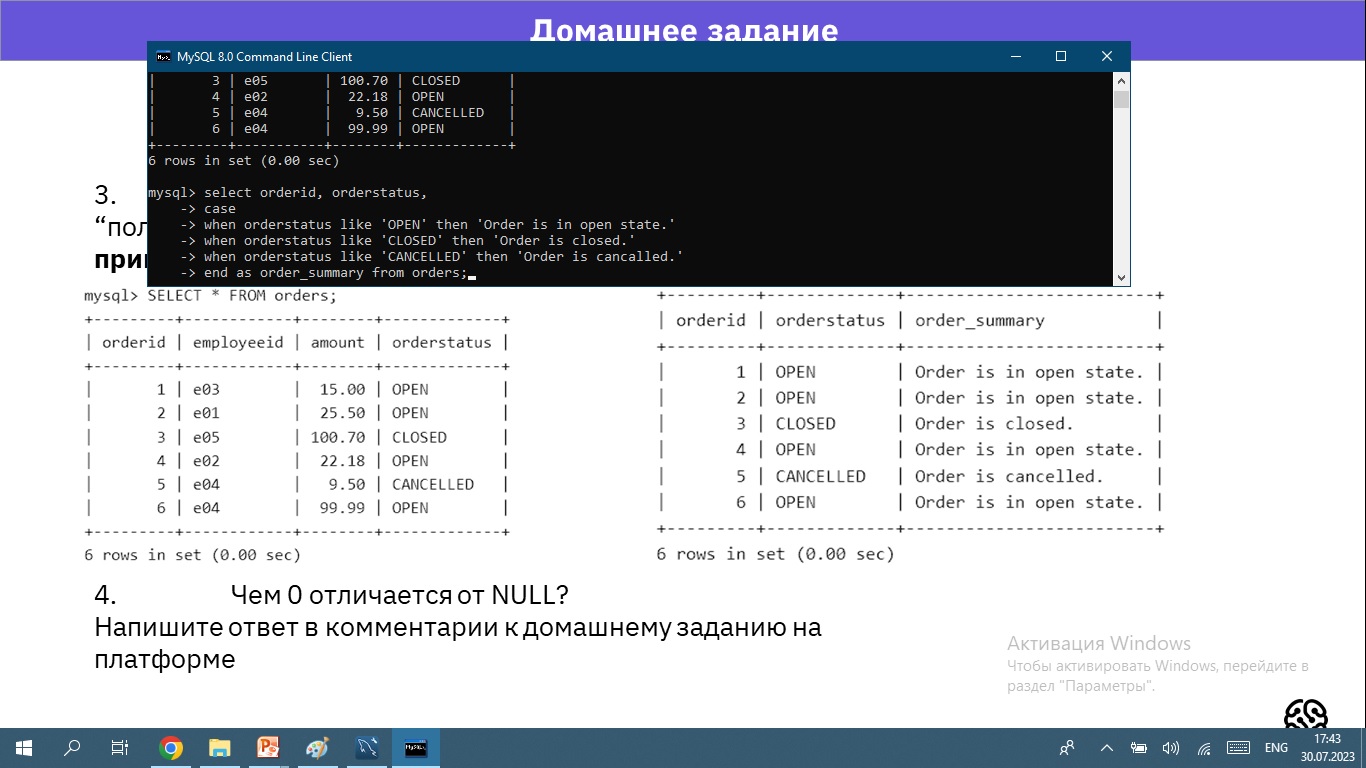 Домашнее задание
MySQL 8.0 Command Line Client
| 3 | e05 | 100.70 | CLOSED |
| 4 | e02 | 22.18 | OPEN |
| 5 | e04 | 9.50 | CANCELLED |
| 6 | e04 | 99.99 | OPEN |
+---------+-----------+--------+-------------+
6 rows in set (0.00 sec)
mysql> select orderid, orderstatus,
-> case
-> when orderstatus like 'OPEN' then 'Order is in open state.'
-> when orderstatus like 'CLOSED' then 'Order is closed.'
-> when orderstatus like 'CANCELLED' then 'Order is cancalled.'
-> end as order_summary from orders;
3.
mysql> SELECT * FROM orders;
+---------+------------+--------+-------------+
| orderid | employeeid | amount | orderstatus |
+---------+------------+--------+-------------+
| 1 | e03 | 15.00 | OPEN |
| 2 | e01 | 25.50 | OPEN |
| 3 | e05 | 100.70 | CLOSED |
| 4 | e02 | 22.18 | OPEN |
| 5 | e04 | 9.50 | CANCELLED |
| 6 | e04 | 99.99 | OPEN |
+---------+------------+--------+-------------+
6 rows in set (0.00 sec)
+---------+-------------+-------------------------+
| orderid | orderstatus | order_summary |
+---------+-------------+-------------------------+
| 1 | OPEN | Order is in open state. |
| 2 | OPEN | Order is in open state. |
| 3 | CLOSED | Order is closed. |
| 4 | OPEN | Order is in open state. |
| 5 | CANCELLED | Order is cancelled. |
| 6 | OPEN | Order is in open state. |
+---------+-------------+-------------------------+
6 rows in set (0.00 sec)
4. Чем 0 отличается от NULL?
Напишите ответ в комментарии к домашнему заданию на
платформе
Активация Windows
Чтобы активировать Windows, перейдите в
раздел "Параметры".
ENG
17:43
30.07.2023